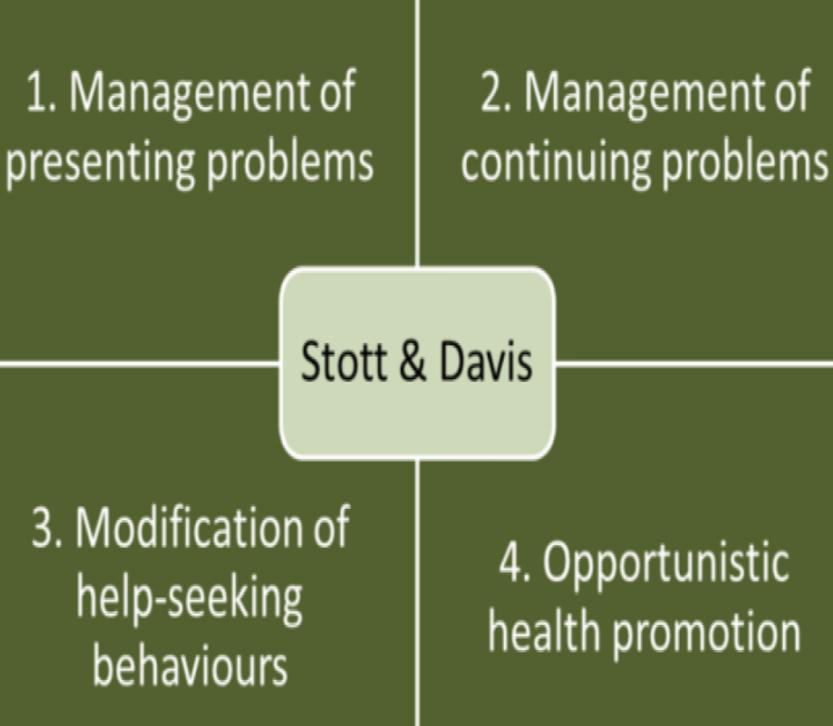 1. Management of
presenting problems
2. Management of
continuing problems
Stott & Davis
3. Modification of
help-seeking
behaviours
4. Opportunistic
health promotion